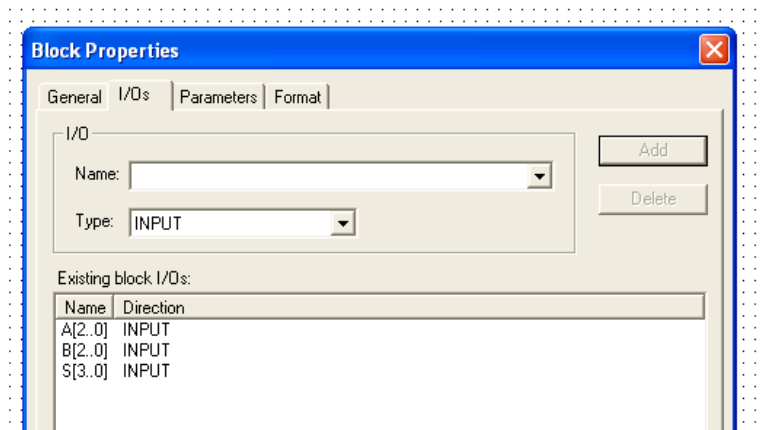 Block Properties
General I/Os Parameters Format
I/O
Name:
Add
Type: INPUT
Delete
Existing block I/Os:
Name Direction
A[2..0] INPUT
B[2..0] INPUT
S[3..0] INPUT